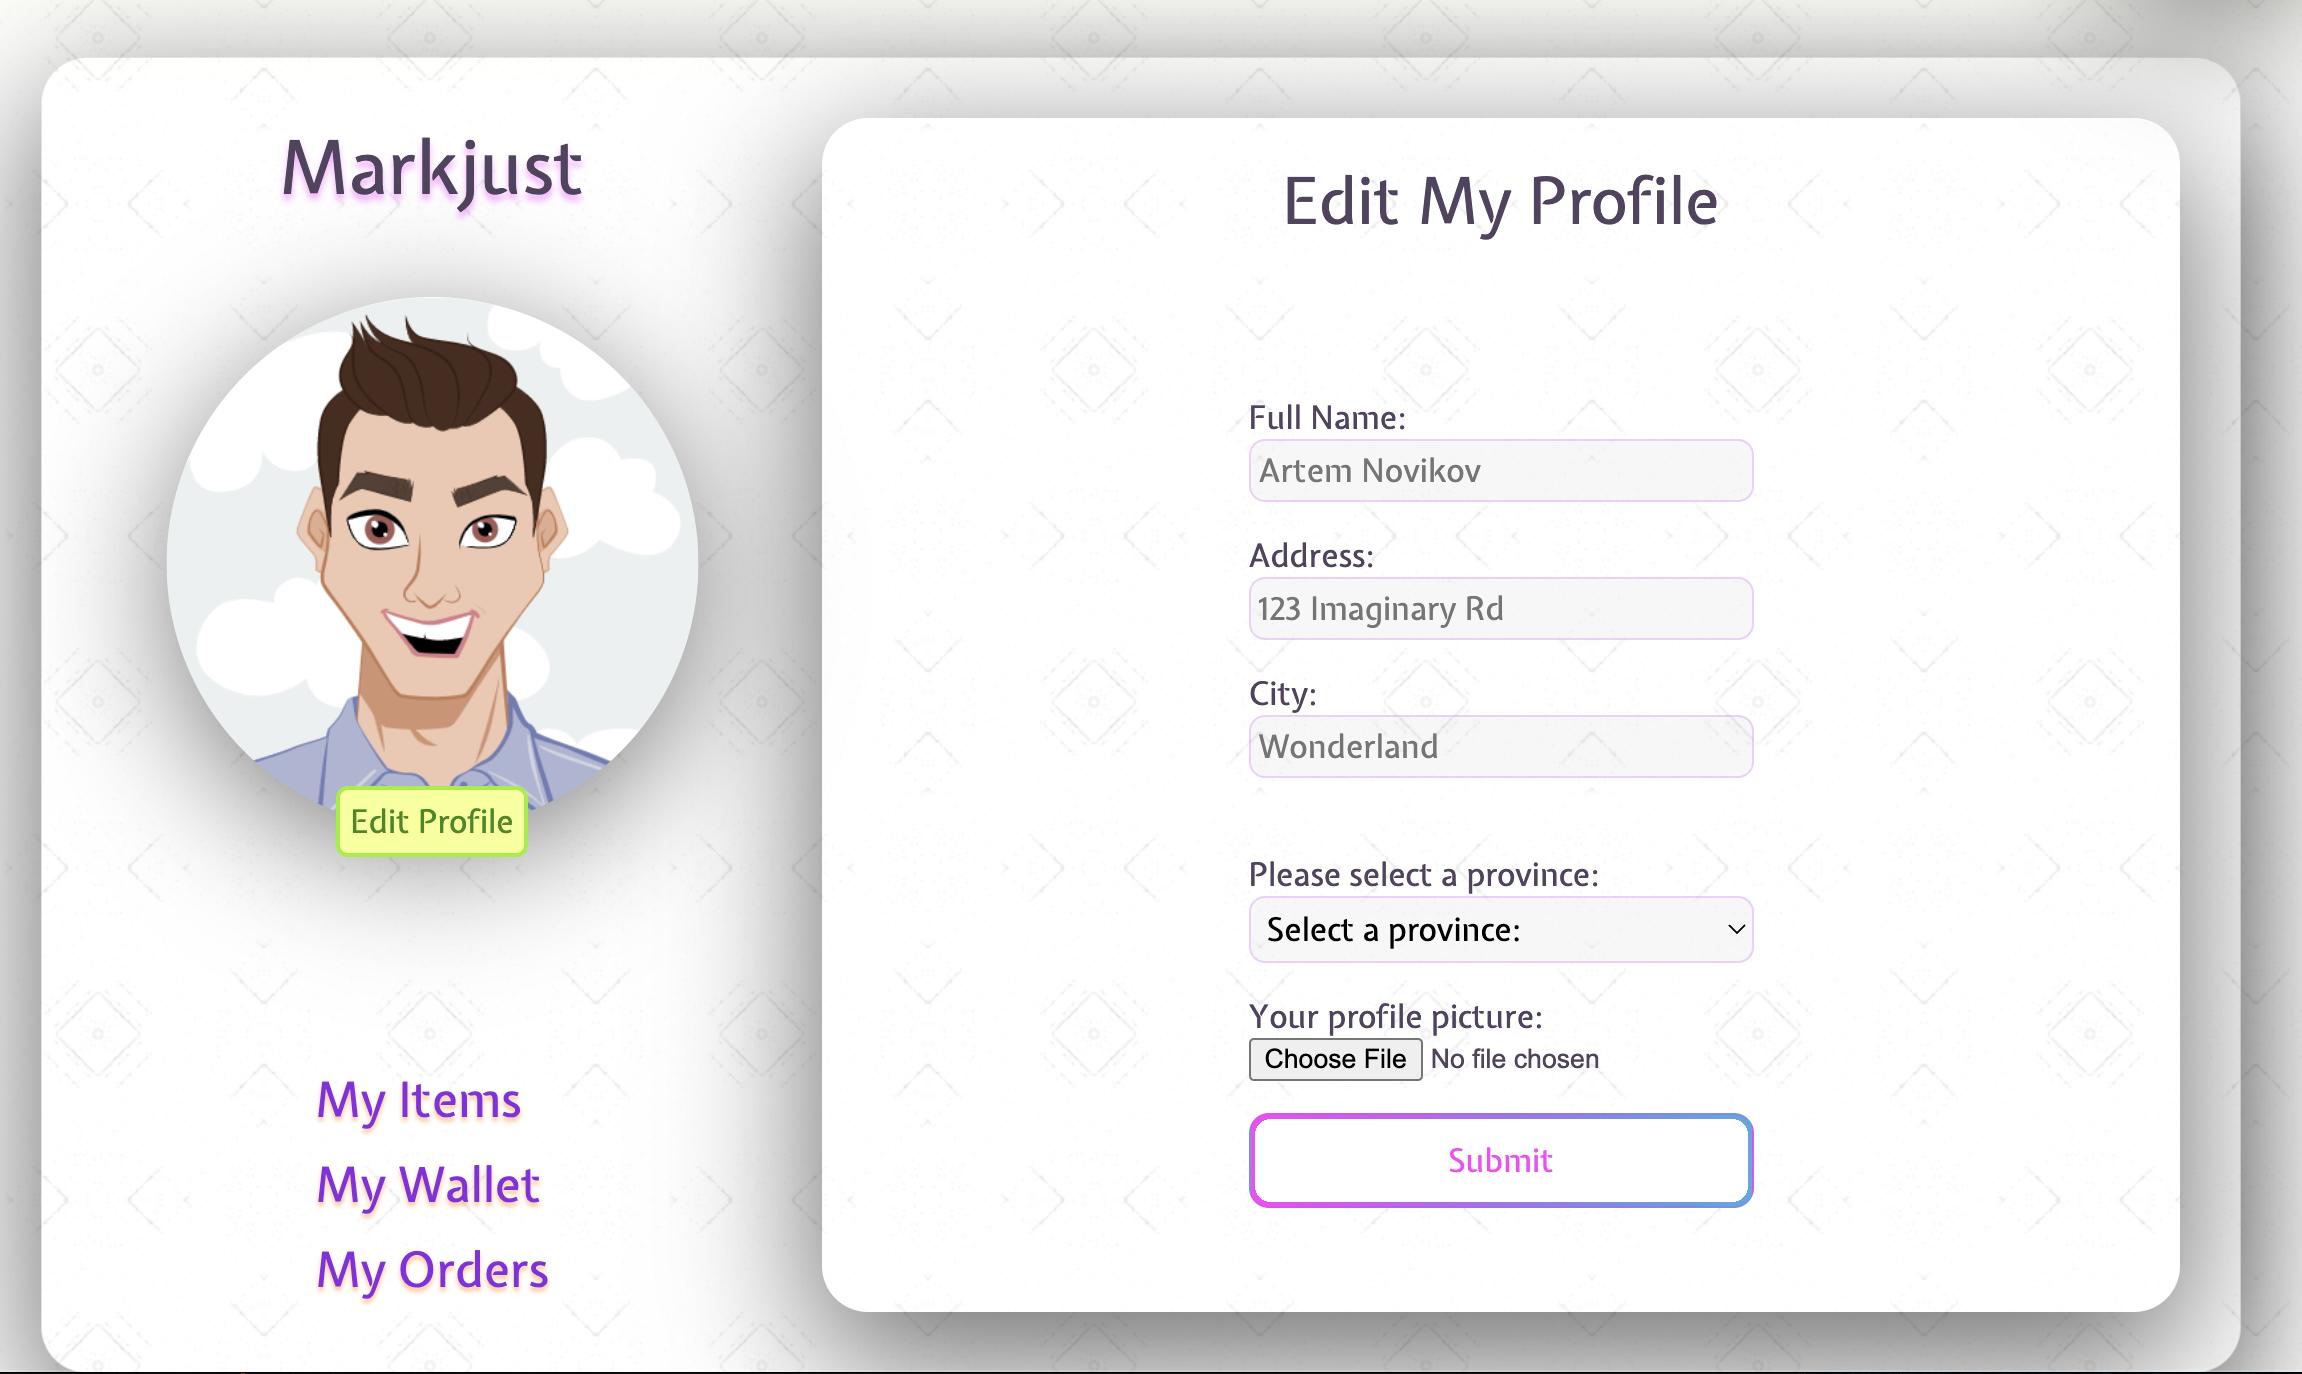 Markjust
Edit Profile
My Items
My Wallet
My Orders
Edit My Profile
Full Name:
Artem Novikov
Address:
123 Imaginary Rd
City:
Wonderland
Please select a province:
Select a province:
Your profile picture:
Choose File No file chosen
Submit